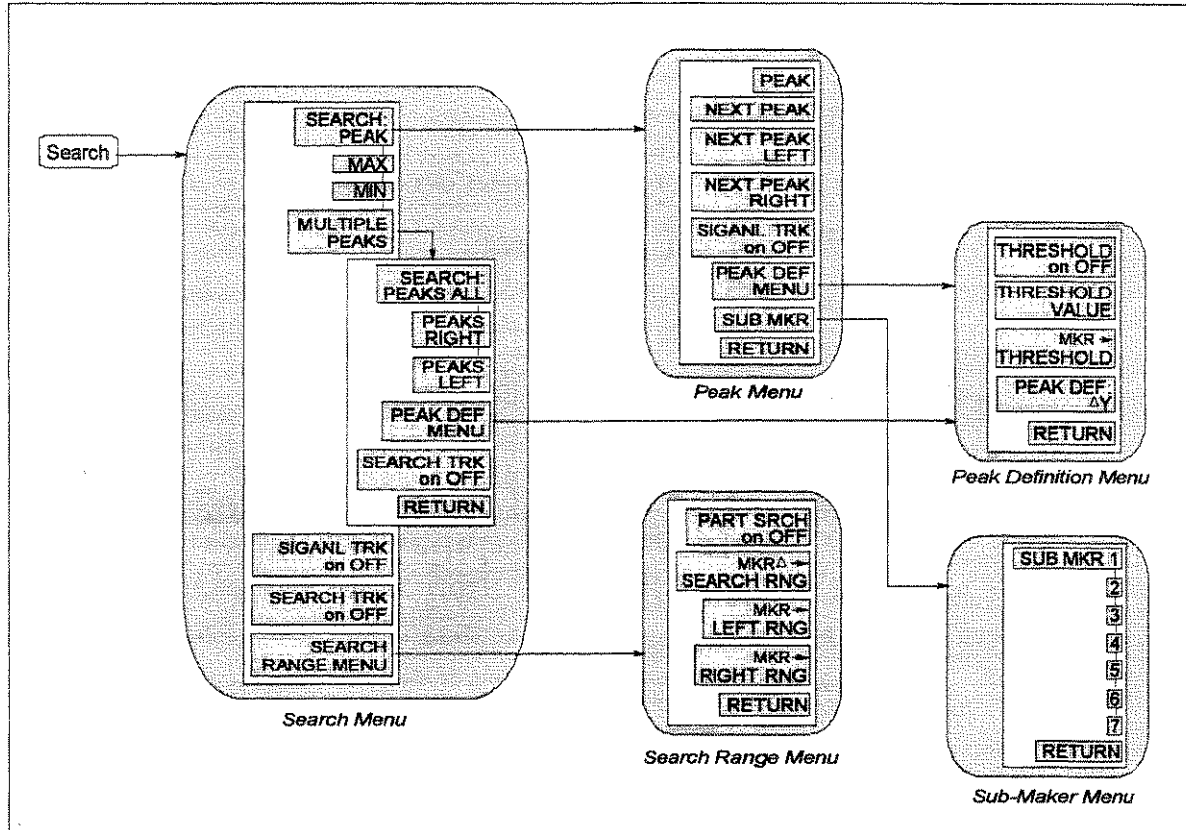 Search
SEARCH:
PEAK
MAX
MIN
MULTIPLE
PEAKS
SEARCH:
PEAKS ALL
PEAKS
RIGHT
PEAKS
LEFT
PEAK DEF
MENU
SEARCH TRK
on OFF
RETURN
SIGANL TRK
on OFF
SEARCH TRK
on OFF
SEARCH
RANGE MENU
Search Menu
PEAK
NEXT PEAK
NEXT PEAK
LEFT
NEXT PEAK
RIGHT
SIGANL TRK
on OFF
PEAK DEF
MENU
SUB MKR
RETURN
Peak Menu
PART SRCH
on OFF
MKRΔ→
SEARCH RNG
MKR→
LEFT RNG
MKR→
RIGHT RNG
RETURN
Search Range Menu
THRESHOLD
on OFF
THRESHOLD
VALUE
MKR→
THRESHOLD
PEAK DEF:
ΔY
RETURN
Peak Definition Menu
SUB MKR 1
2
3
4
5
6
7
RETURN
Sub-Maker Menu